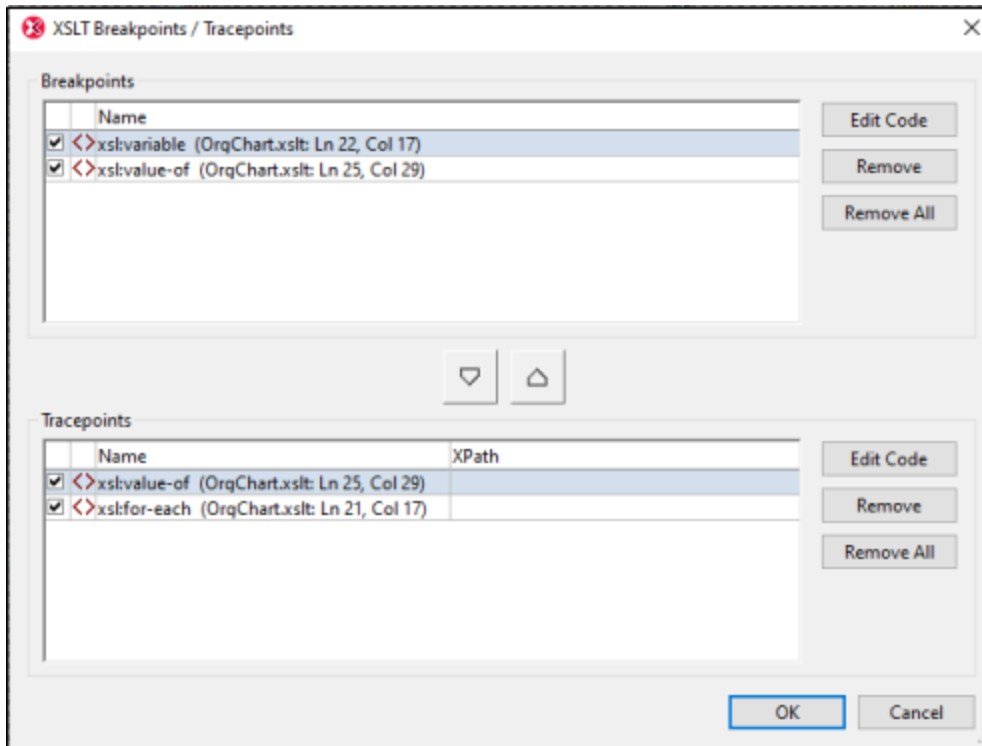 XSLT Breakpoints / Tracepoints
Breakpoints
Name
xsl:variable (OrgChart.xslt: Ln 22, Col 17)
xsl:value-of (OrgChart.xslt: Ln 25, Col 29)
Edit Code
Remove
Remove All
Tracepoints
Name XPath
xsl:value-of (OrgChart.xslt: Ln 25, Col 29)
xsl:for-each (OrgChart.xslt: Ln 21, Col 17)
Edit Code
Remove
Remove All
OK Cancel